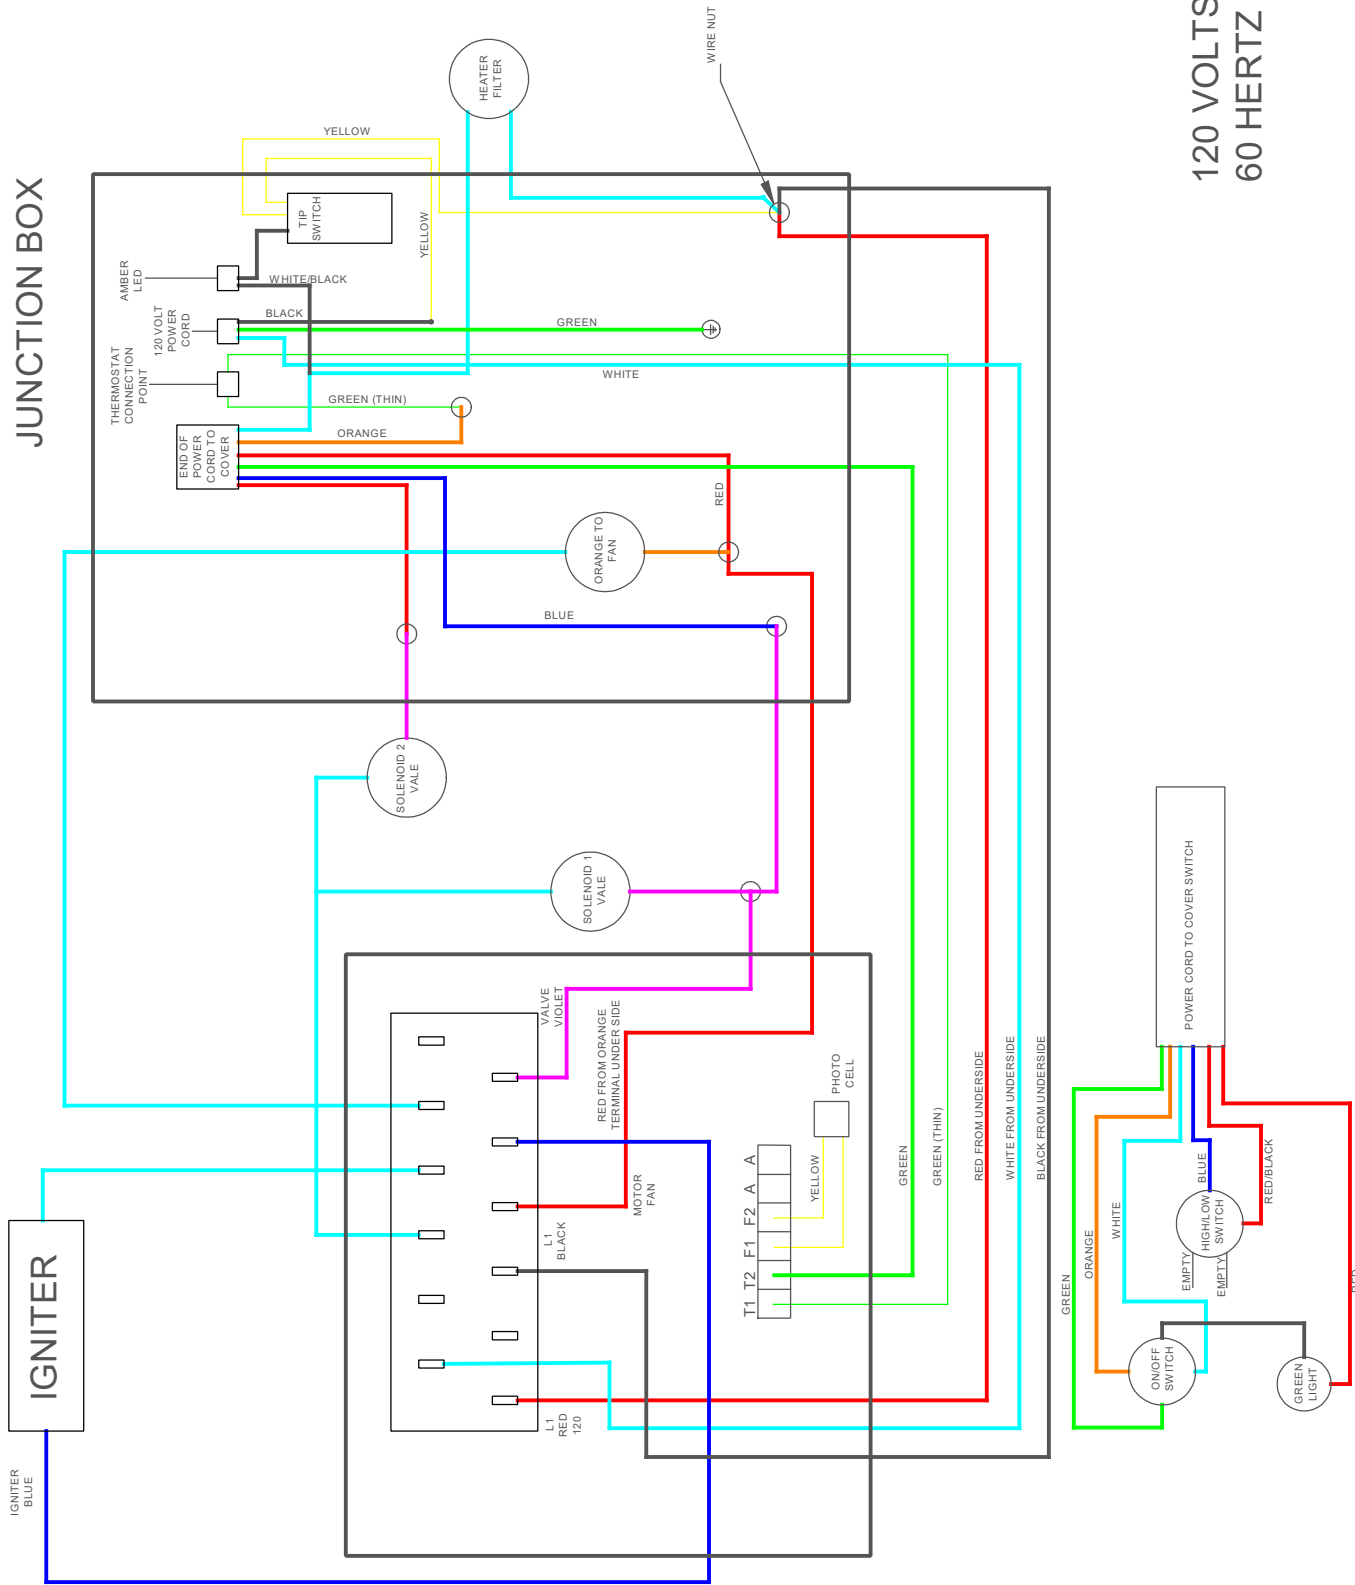 JUNCTION BOX
120 VOLTS
60 HERTZ
WIRE NUT
HEATER
FILTER
YELLOW
TIP
SWITCH
YELLOW
AMBER
LED
WHITE/BLACK
120 VOLT
POWER
CORD
BLACK
GREEN
THERMOSTAT
CONNECTION
POINT
WHITE
GREEN (THIN)
ORANGE
END OF
POWER
CORD TO
COVER
RED
ORANGE TO
FAN
BLUE
SOLENOID 2
VALE
SOLENOID 1
VALE
VALVE
VIOLET
RED FROM ORANGE
TERMINAL UNDER SIDE
MOTOR
FAN
L1
BLACK
L1
RED
120
PHOTO
CELL
YELLOW
T1 T2 F1 F2 A A
GREEN
GREEN (THIN)
RED FROM UNDERSIDE
WHITE FROM UNDERSIDE
BLACK FROM UNDERSIDE
IGNITER
IGNITER
BLUE
POWER CORD TO COVER SWITCH
GREEN
ORANGE
WHITE
BLUE
RED/BLACK
HIGH/LOW
SWITCH
EMPTY
EMPTY
ON/OFF
SWITCH
GREEN
LIGHT